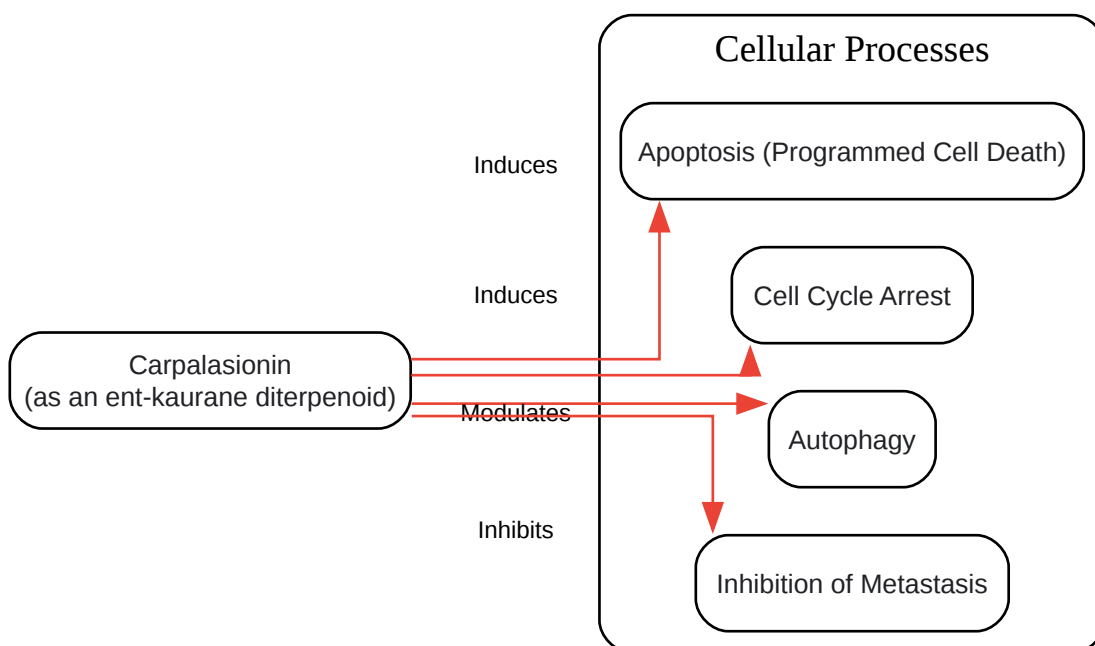 Cellular Processes
Induces
Apoptosis (Programmed Cell Death)
Induces
Cell Cycle Arrest
Carpalasionin
(as an ent-kaurane diterpenoid)
Modulates
Autophagy
Inhibits
Inhibition of Metastasis